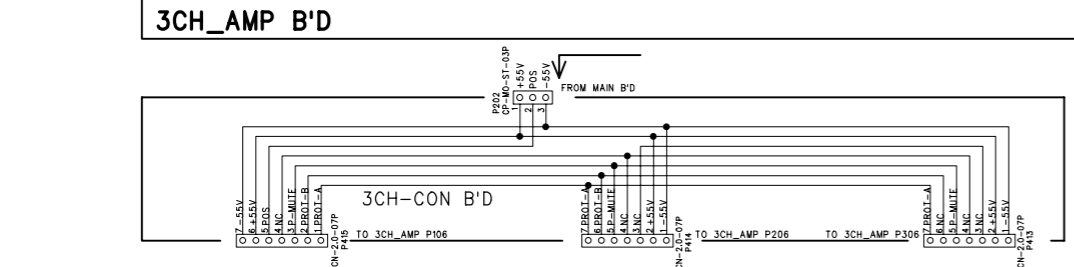 3CH_AMP B'D
P202
CP-MO-ST-03P
+55V
POS
-55V
1
2
3
FROM MAIN B'D
3CH-CON B'D
7 -55V
6 +55V
5 POS
4 NC
3 P-MUTE
2 PROT-B
1 PROT-A
CN-2.0-07P
P415
TO 3CH_AMP P106
7 PROT-A
6 PROT-B
5 P-MUTE
4 NC
3 NC
2 +55V
1 -55V
CN-2.0-07P
P414
TO 3CH_AMP P206
TO 3CH_AMP P306
7 PROT-A
6 NC
5 P-MUTE
4 NC
3 NC
2 +55V
1 -55V
CN-2.0-07P
P413